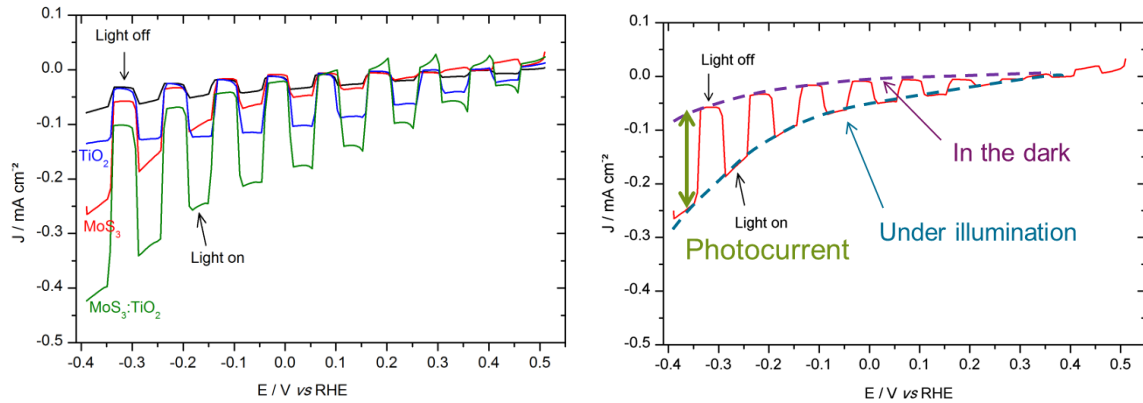 0.1
0.0
-0.1
-0.2
-0.3
-0.4
-0.5
J / mA cm⁻²
Light off
TiO₂
MoS₃
MoS₃:TiO₂
Light on
-0.4 -0.3 -0.2 -0.1 0.0 0.1 0.2 0.3 0.4 0.5
E / V vs RHE
0.1
0.0
-0.1
-0.2
-0.3
-0.4
-0.5
J / mA cm⁻²
Light off
In the dark
Light on
Under illumination
Photocurrent
-0.4 -0.3 -0.2 -0.1 0.0 0.1 0.2 0.3 0.4 0.5
E / V vs RHE